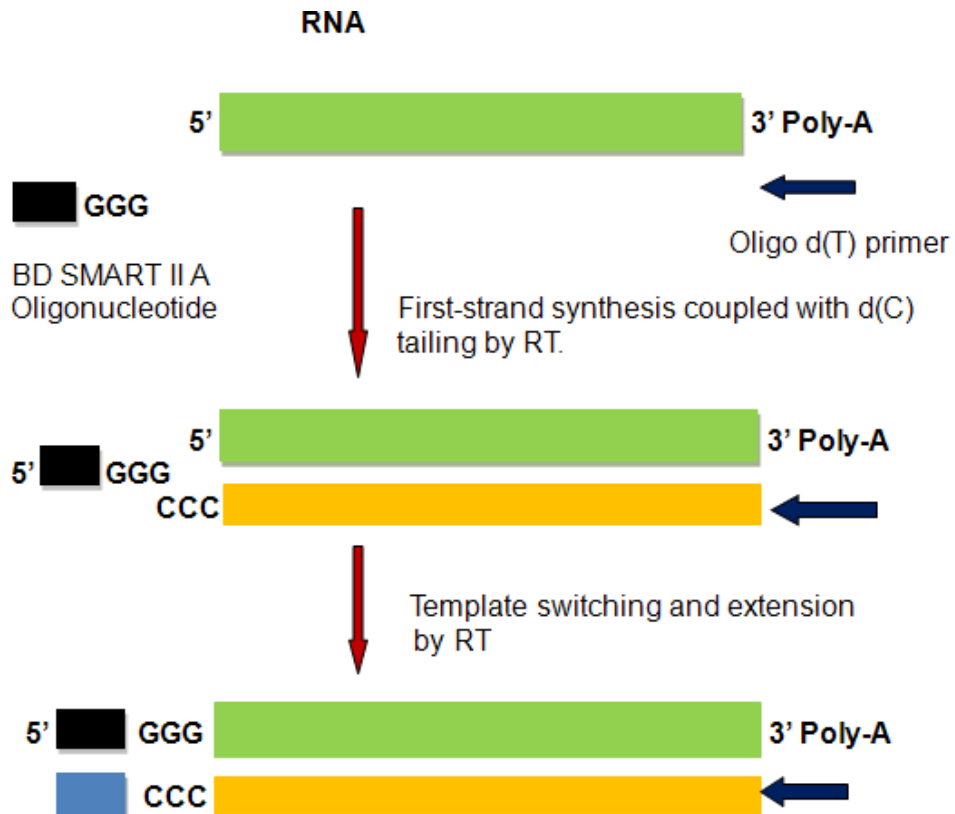 RNA
5’
3’ Poly-A
GGG
Oligo d(T) primer
BD SMART II A
Oligonucleotide
First-strand synthesis coupled with d(C)
tailing by RT.
5’
3’ Poly-A
5’
GGG
CCC
Template switching and extension
by RT
5’
GGG
3’ Poly-A
CCC